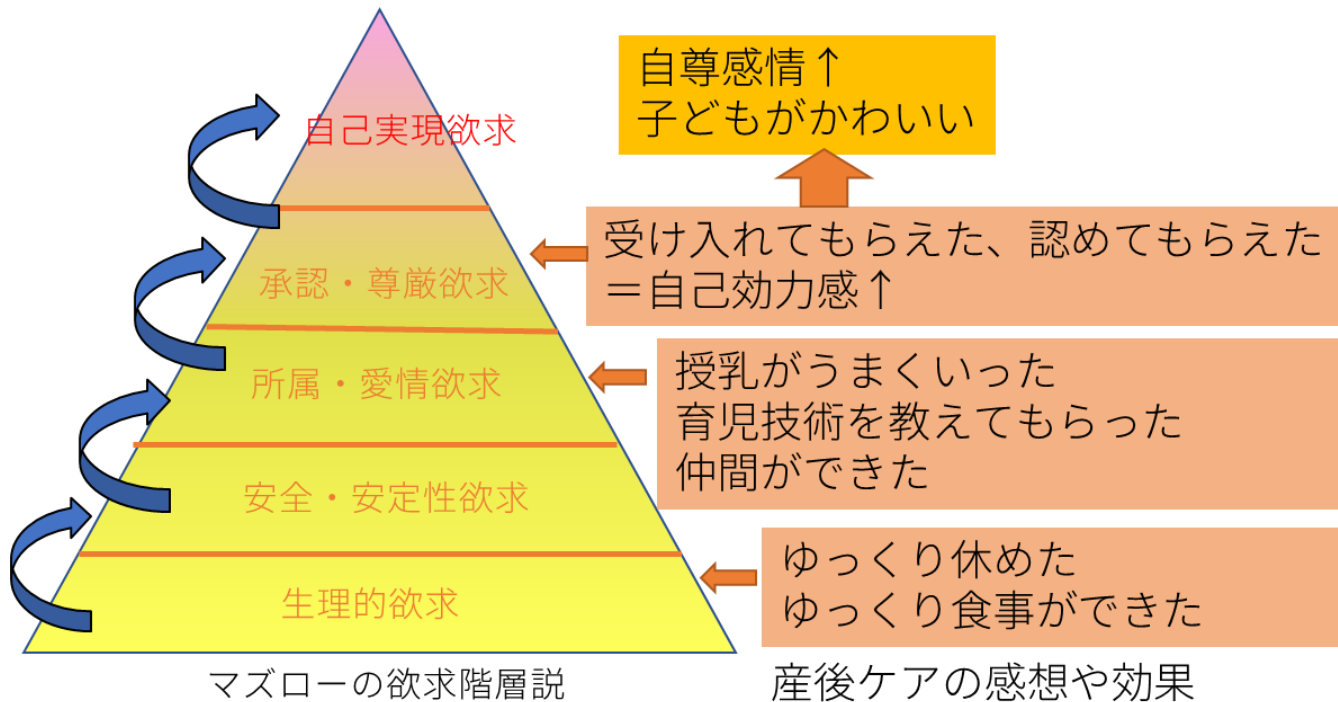 自己実現欲求
承認・尊厳欲求
所属・愛情欲求
安全・安定性欲求
生理的欲求
マズローの欲求階層説
自尊感情↑
子どもがかわいい
受け入れてもらえた、認めてもらえた
＝自己効力感↑
授乳がうまくいった
育児技術を教えてもらった
仲間ができた
ゆっくり休めた
ゆっくり食事ができた
産後ケアの感想や効果